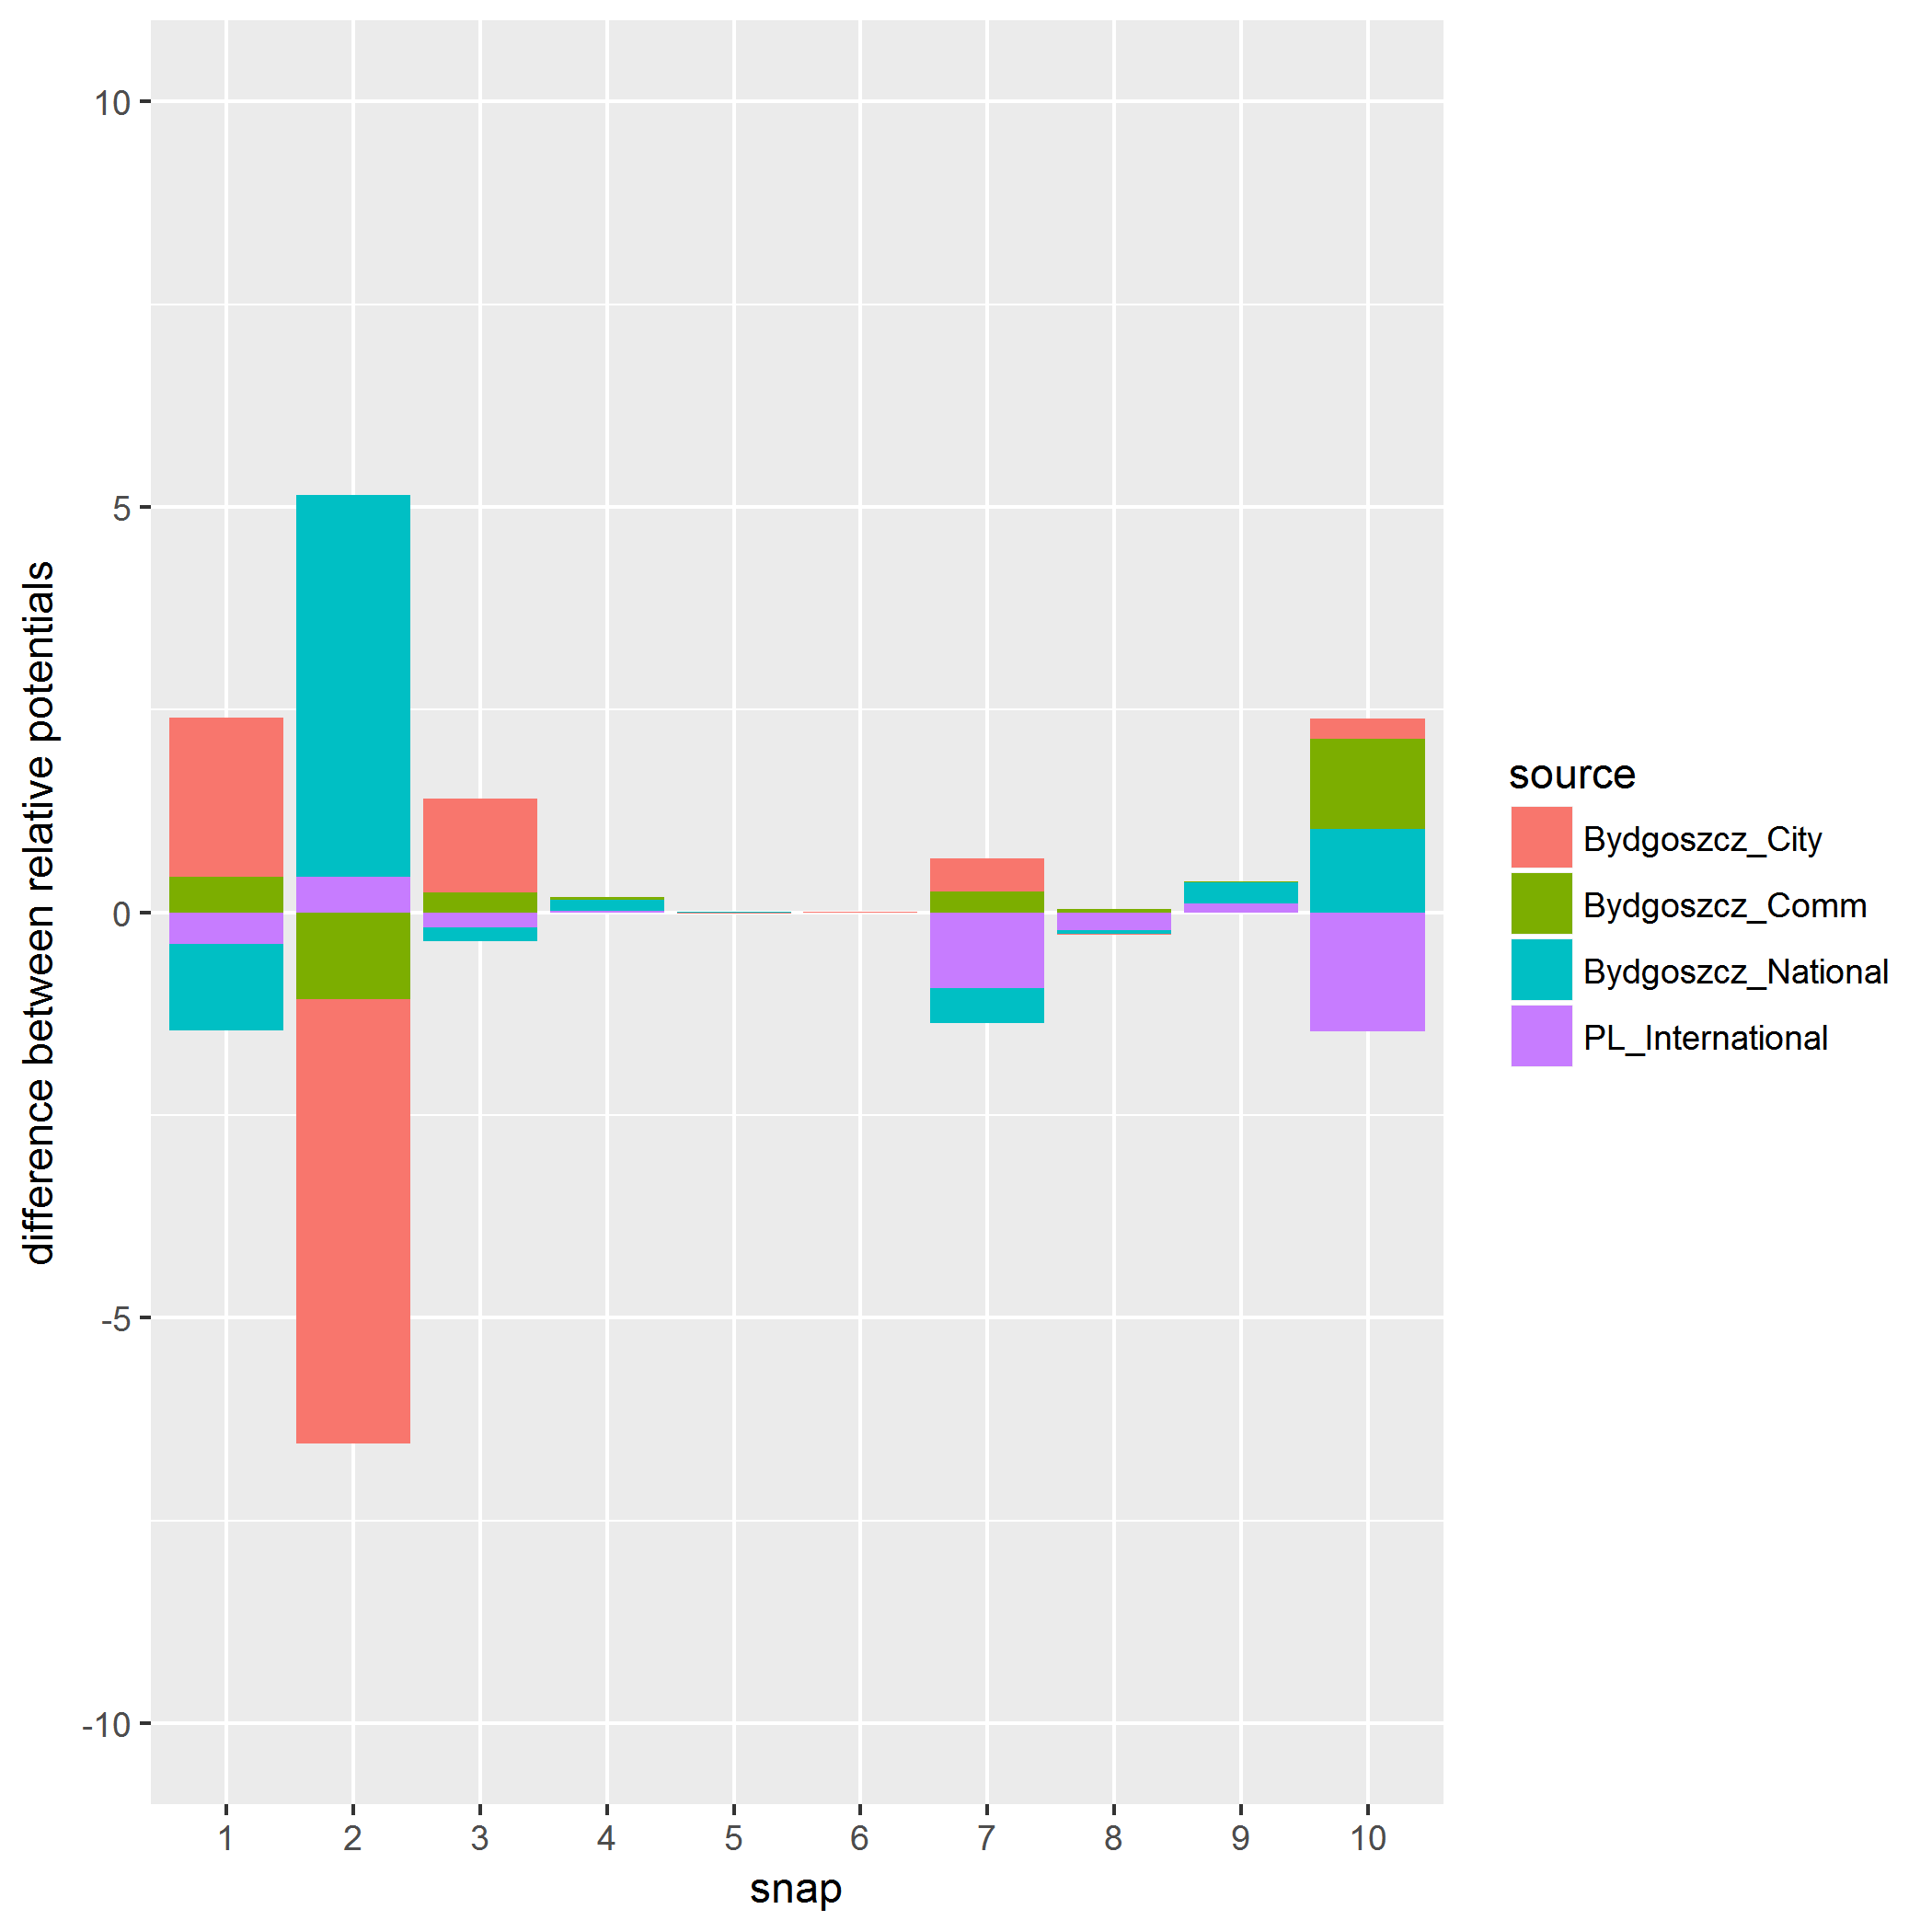 difference between relative potentials
10
5
0
-5
-10
1 2 3 4 5 6 7 8 9 10
snap
source
Bydgoszcz_City
Bydgoszcz_Comm
Bydgoszcz_National
PL_International